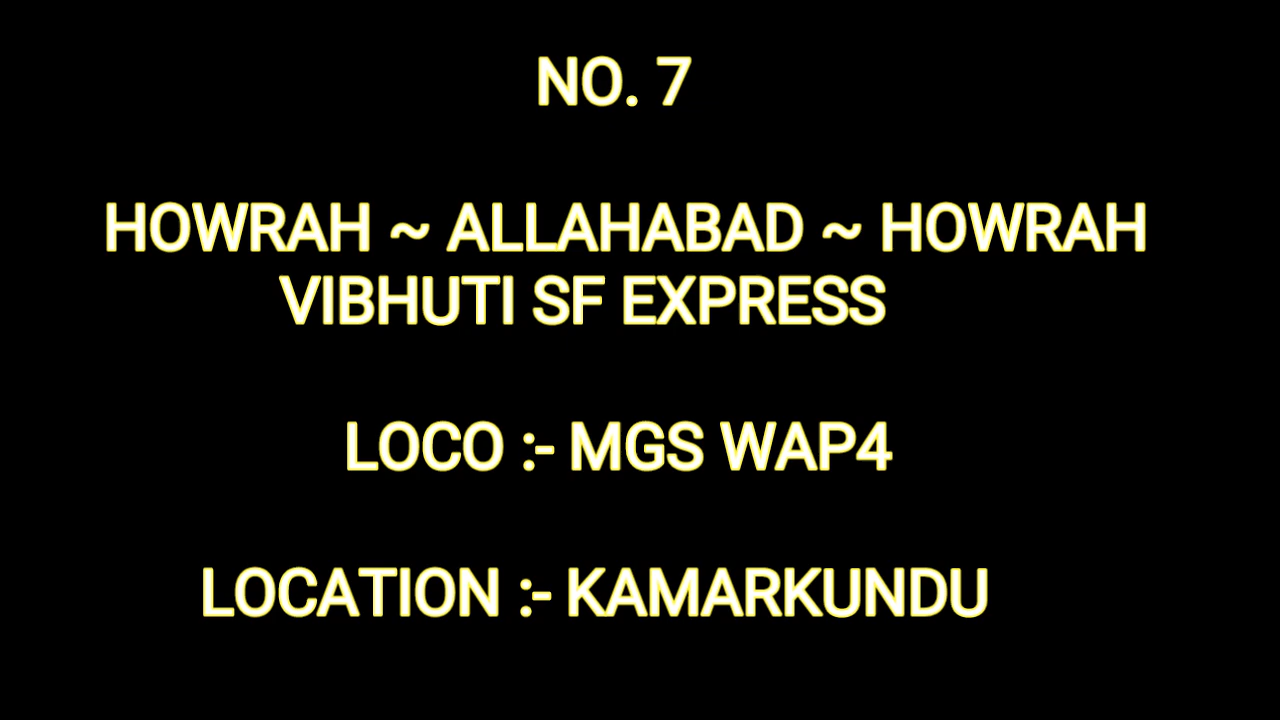 NO. 7
HOWRAH ~ ALLAHABAD ~ HOWRAH
VIBHUTI SF EXPRESS
LOCO :- MGS WAP4
LOCATION :- KAMARKUNDU